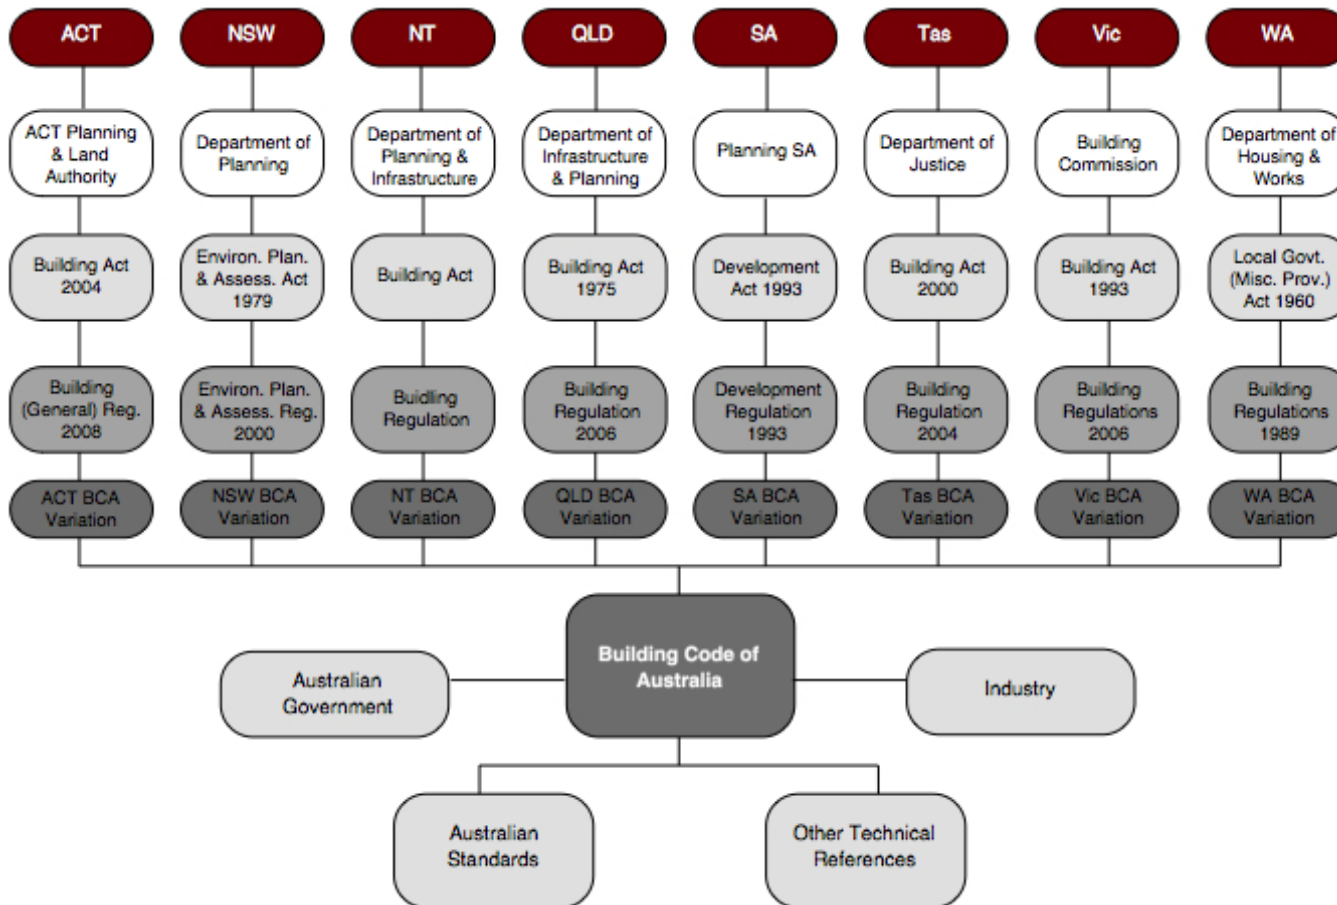 ACT
NSW
NT
QLD
SA
Tas
Vic
WA
ACT Planning
& Land
Authority
Department of
Planning
Department of
Planning &
Infrastructure
Department of
Infrastructure
& Planning
Planning SA
Department of
Justice
Building
Commission
Department of
Housing &
Works
Building Act
2004
Environ. Plan.
& Assess. Act
1979
Building Act
Building Act
1975
Development
Act 1993
Building Act
2000
Building Act
1993
Local Govt.
(Misc. Prov.)
Act 1960
Building
(General) Reg.
2008
Environ. Plan.
& Assess. Reg.
2000
Buidling
Regulation
Building
Regulation
2006
Development
Regulation
1993
Building
Regulation
2004
Building
Regulations
2006
Building
Regulations
1989
ACT BCA
Variation
NSW BCA
Variation
NT BCA
Variation
QLD BCA
Variation
SA BCA
Variation
Tas BCA
Variation
Vic BCA
Variation
WA BCA
Variation
Building Code of
Australia
Australian
Government
Industry
Australian
Standards
Other Technical
References